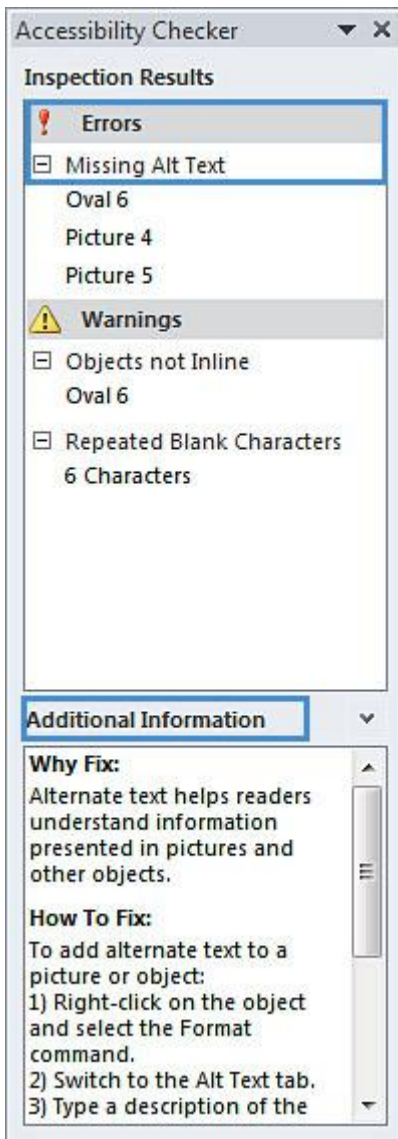 Accessibility Checker
Inspection Results
Errors
Missing Alt Text
Oval 6
Picture 4
Picture 5
Warnings
Objects not Inline
Oval 6
Repeated Blank Characters
6 Characters
Additional Information
Why Fix:
Alternate text helps readers
understand information
presented in pictures and
other objects.
How To Fix:
To add alternate text to a
picture or object:
1) Right-click on the object
and select the Format
command.
2) Switch to the Alt Text tab.
3) Type a description of the